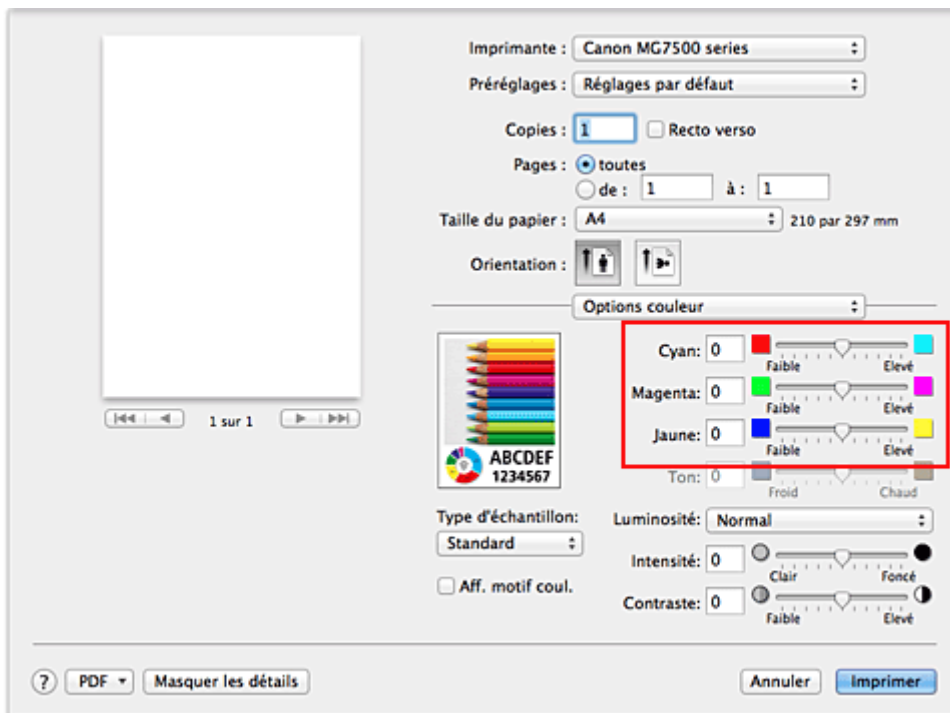 Imprimante : Canon MG7500 series
Préréglages : Réglages par défaut
Copies : 1 Recto verso
Pages : toutes
de : 1 à : 1
Taille du papier : A4 210 par 297 mm
Orientation :
Options couleur
Cyan: 0
Faible Elevé
Magenta: 0
Faible Elevé
Jaune: 0
Faible Elevé
Ton: 0
Froid Chaud
1 sur 1
ABCDEF
1234567
Type d'échantillon:
Standard
Aff. motif coul.
Luminosité: Normal
Intensité: 0
Clair Foncé
Contraste: 0
Faible Elevé
? PDF Masquer les détails Annuler Imprimer